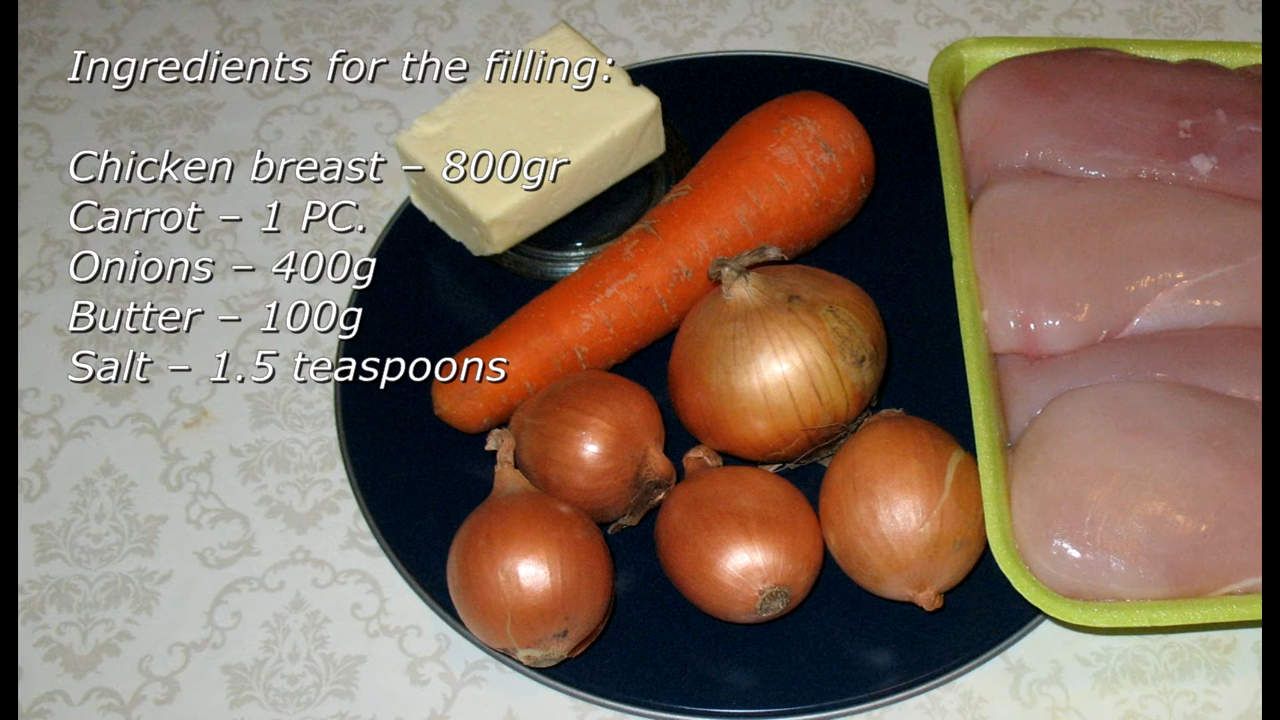 Ingredients for the filling:
Chicken breast – 800gr
Carrot – 1 PC.
Onions – 400g
Butter – 100g
Salt – 1.5 teaspoons